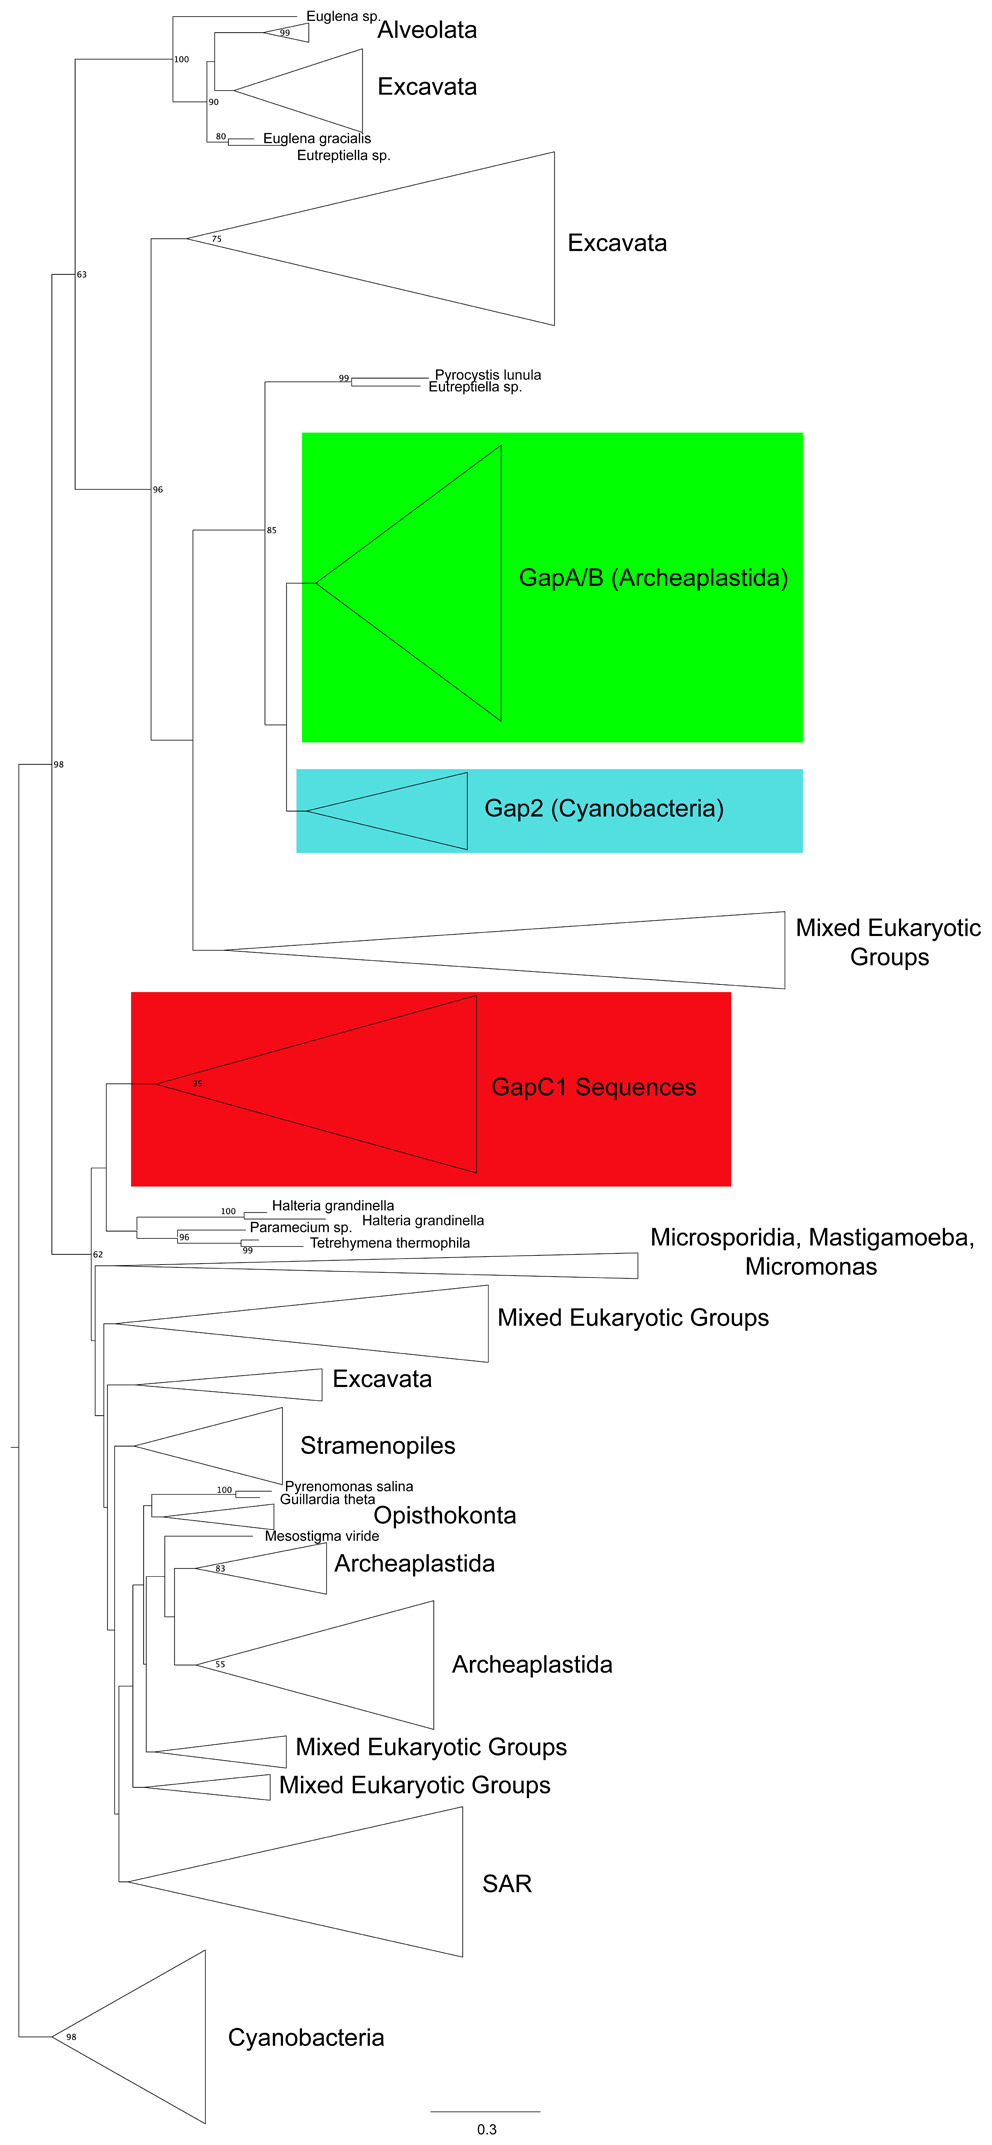 Euglena sp.
99
Alveolata
100
Excavata
90
80
Euglena gracialis
Eutreptiella sp.
75
Excavata
63
Pyrocystis lunula
99
Eutreptiella sp.
96
85
GapA/B (Archeaplastida)
98
Gap2 (Cyanobacteria)
Mixed Eukaryotic
Groups
95
GapC1 Sequences
Halteria grandinella
100
Halteria grandinella
Paramecium sp.
96
Tetrehymena thermophila
99
62
Microsporidia, Mastigamoeba,
Micromonas
Mixed Eukaryotic Groups
Excavata
Stramenopiles
Pyrenomonas salina
100
Guillardia theta
Opisthokonta
Mesostigma viride
83
Archeaplastida
55
Archeaplastida
Mixed Eukaryotic Groups
Mixed Eukaryotic Groups
SAR
98
Cyanobacteria
0.3